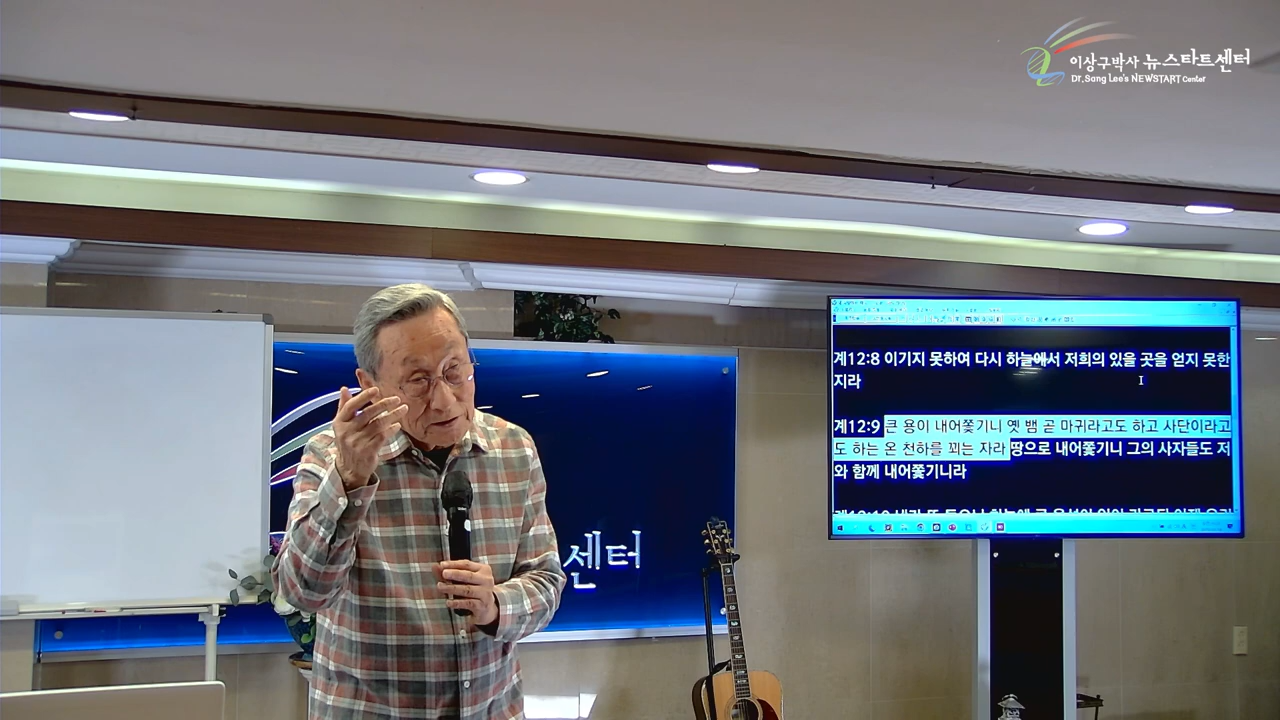 이상구박사 뉴스타트센터
Dr. Sang Lee's NEWSTART Center
계12:8 이기지 못하여 다시 하늘에서 저희의 있을 곳을 얻지 못한
지라
계12:9 큰 용이 내어쫓기니 옛 뱀 곧 마귀라고도 하고 사단이라고
도 하는 온 천하를 꾀는 자라 땅으로 내어쫓기니 그의 사자들도 저
와 함께 내어쫓기니라
센터